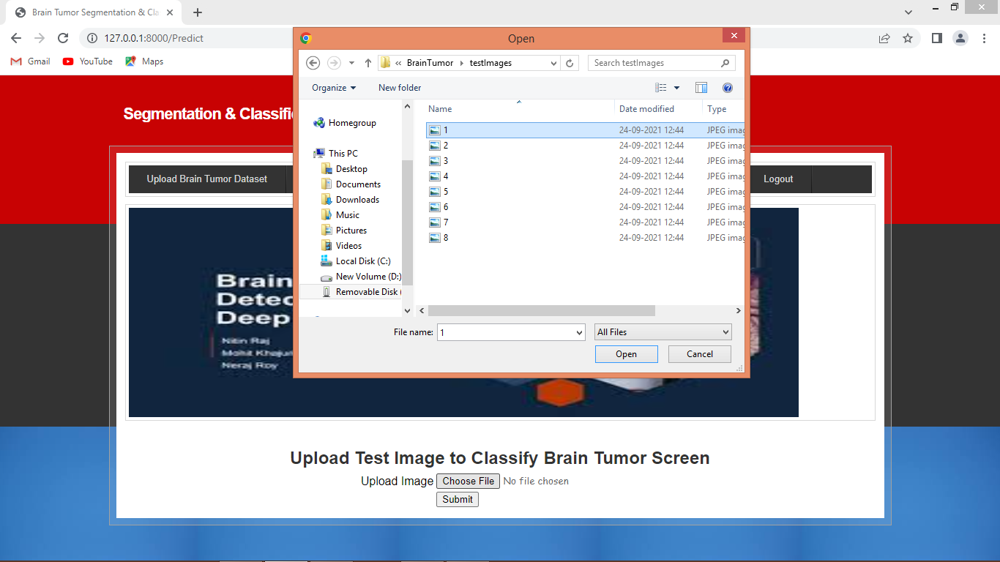 Brain Tumor Segmentation & Cla
127.0.0.1:8000/Predict
Gmail
YouTube
Maps
Segmentation & Classifi
Upload Brain Tumor Dataset
Logout
Brain
Detec
Deep
Nitin Raj
Mohit Khajur
Neraj Roy
Open
« BrainTumor testImages
Search testImages
Organize
New folder
Homegroup
This PC
Desktop
Documents
Downloads
Music
Pictures
Videos
Local Disk (C:)
New Volume (D:)
Removable Disk (
Name Date modified Type
1 24-09-2021 12:44 JPEG imag
2 24-09-2021 12:44 JPEG imag
3 24-09-2021 12:44 JPEG imag
4 24-09-2021 12:44 JPEG imag
5 24-09-2021 12:44 JPEG imag
6 24-09-2021 12:44 JPEG imag
7 24-09-2021 12:44 JPEG imag
8 24-09-2021 12:44 JPEG imag
File name: 1
All Files
Open
Cancel
Upload Test Image to Classify Brain Tumor Screen
Upload Image Choose File No file chosen
Submit